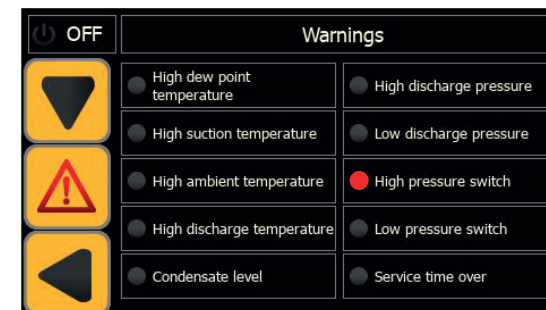 OFF
Warnings
High dew point
temperature
High discharge pressure
High suction temperature
Low discharge pressure
High ambient temperature
High pressure switch
High discharge temperature
Low pressure switch
Condensate level
Service time over